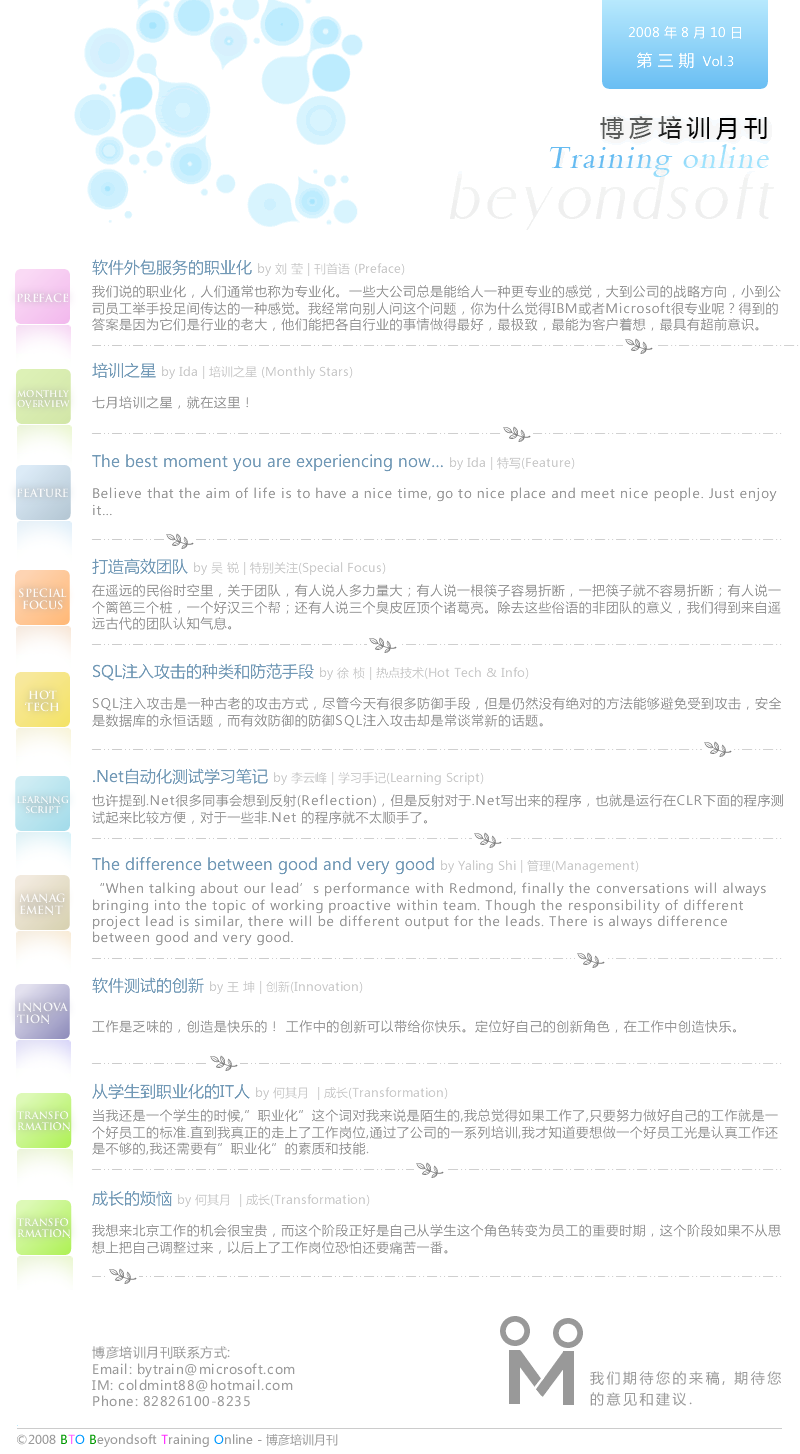 2008 年 8 月 10 日
第 三 期 Vol.3
博彦培训月刊
Training online
beyondsoft
PREFACE
软件外包服务的职业化 by 刘 莹 | 刊首语 (Preface)
我们说的职业化，人们通常也称为专业化。一些大公司总是能给人一种更专业的感觉，大到公司的战略方向，小到公
司员工举手投足间传达的一种感觉。我经常向别人问这个问题，你为什么觉得IBM或者Microsoft很专业呢？得到的
答案是因为它们是行业的老大，他们能把各自行业的事情做得最好，最极致，最能为客户着想，最具有超前意识。
MONTHLY
OVERVIEW
培训之星 by Ida | 培训之星 (Monthly Stars)
七月培训之星，就在这里！
FEATURE
The best moment you are experiencing now... by Ida | 特写(Feature)
Believe that the aim of life is to have a nice time, go to nice place and meet nice people. Just enjoy
it...
SPECIAL
FOCUS
打造高效团队 by 吴 锐 | 特别关注(Special Focus)
在遥远的民俗时空里，关于团队，有人说人多力量大；有人说一根筷子容易折断，一把筷子就不容易折断；有人说一
个篱笆三个桩，一个好汉三个帮；还有人说三个臭皮匠顶个诸葛亮。除去这些俗语的非团队的意义，我们得到来自遥
远古代的团队认知气息。
HOT
TECH
SQL注入攻击的种类和防范手段 by 徐 桢 | 热点技术(Hot Tech & Info)
SQL注入攻击是一种古老的攻击方式，尽管今天有很多防御手段，但是仍然没有绝对的方法能够避免受到攻击，安全
是数据库的永恒话题，而有效防御的防御SQL注入攻击却是常谈常新的话题。
LEARNING
SCRIPT
.Net自动化测试学习笔记 by 李云峰 | 学习手记(Learning Script)
也许提到.Net很多同事会想到反射(Reflection)，但是反射对于.Net写出来的程序，也就是运行在CLR下面的程序测
试起来比较方便，对于一些非.Net 的程序就不太顺手了。
MANAG
EMENT
The difference between good and very good by Yaling Shi | 管理(Management)
“When talking about our lead’s performance with Redmond, finally the conversations will always
bringing into the topic of working proactive within team. Though the responsibility of different
project lead is similar, there will be different output for the leads. There is always difference
between good and very good.
INNOVA
TION
软件测试的创新 by 王 坤 | 创新(Innovation)
工作是乏味的，创造是快乐的！ 工作中的创新可以带给你快乐。定位好自己的创新角色，在工作中创造快乐。
TRANSFO
RMATION
从学生到职业化的IT人 by 何其月 | 成长(Transformation)
当我还是一个学生的时候,”职业化”这个词对我来说是陌生的,我总觉得如果工作了,只要努力做好自己的工作就是一
个好员工的标准.直到我真正的走上了工作岗位,通过了公司的一系列培训,我才知道要想做一个好员工光是认真工作还
是不够的,我还需要有”职业化”的素质和技能.
TRANSFO
RMATION
成长的烦恼 by 何其月 | 成长(Transformation)
我想来北京工作的机会很宝贵，而这个阶段正好是自己从学生这个角色转变为员工的重要时期，这个阶段如果不从思
想上把自己调整过来，以后上了工作岗位恐怕还要痛苦一番。
博彦培训月刊联系方式:
Email: bytrain@microsoft.com
IM: coldmint88@hotmail.com
Phone: 82826100-8235
我们期待您的来稿, 期待您
的意见和建议.
©2008 BTO Beyondsoft Training Online - 博彦培训月刊